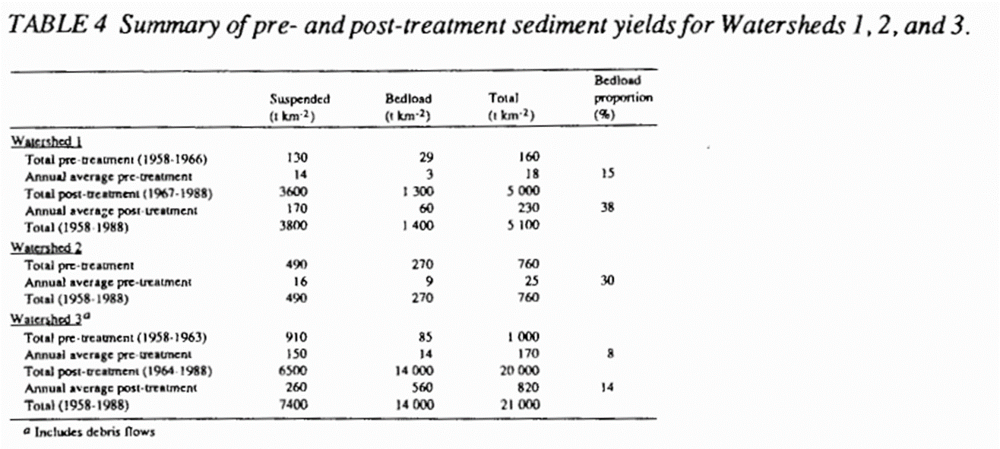 TABLE 4 Summary of pre- and post-treatment sediment yields for Watersheds 1, 2, and 3.
Suspended (t km-2) Bedload (t km-2) Total (t km-2) Bedload proportion (%)
Watershed 1
Total pre-treatment (1958-1966) 130 29 160
Annual average pre-treatment 14 3 18 15
Total post-treatment (1967-1988) 3600 1 300 5 000
Annual average post-treatment 170 60 230 38
Total (1958-1988) 3800 1 400 5 100
Watershed 2
Total pre-treatment 490 270 760
Annual average pre-treatment 16 9 25 30
Total (1958-1988) 490 270 760
Watershed 3a
Total pre-treatment (1958-1963) 910 85 1 000
Annual average pre-treatment 150 14 170 8
Total post-treatment (1964-1988) 6500 14 000 20 000
Annual average post-treatment 260 560 820 14
Total (1958-1988) 7400 14 000 21 000
a Includes debris flows